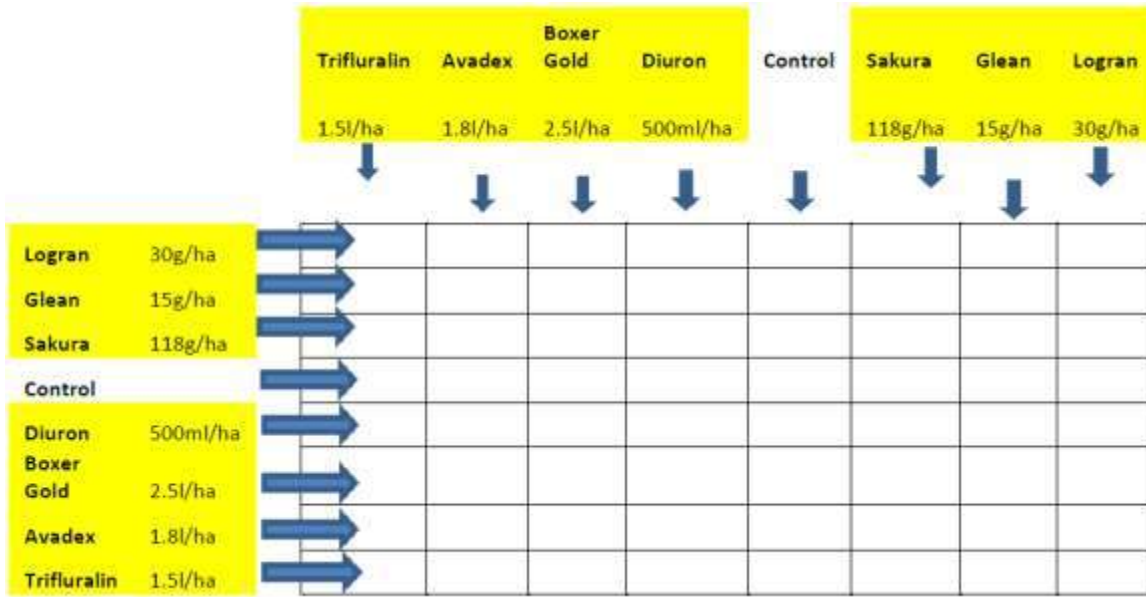 Boxer
Trifluralin Avadex Gold Diuron Control Sakura Glean Logran
1.5l/ha 1.8l/ha 2.5l/ha 500ml/ha 118g/ha 15g/ha 30g/ha
Logran 30g/ha
Glean 15g/ha
Sakura 118g/ha
Control
Diuron 500ml/ha
Boxer
Gold 2.5l/ha
Avadex 1.8l/ha
Trifluralin 1.5l/ha